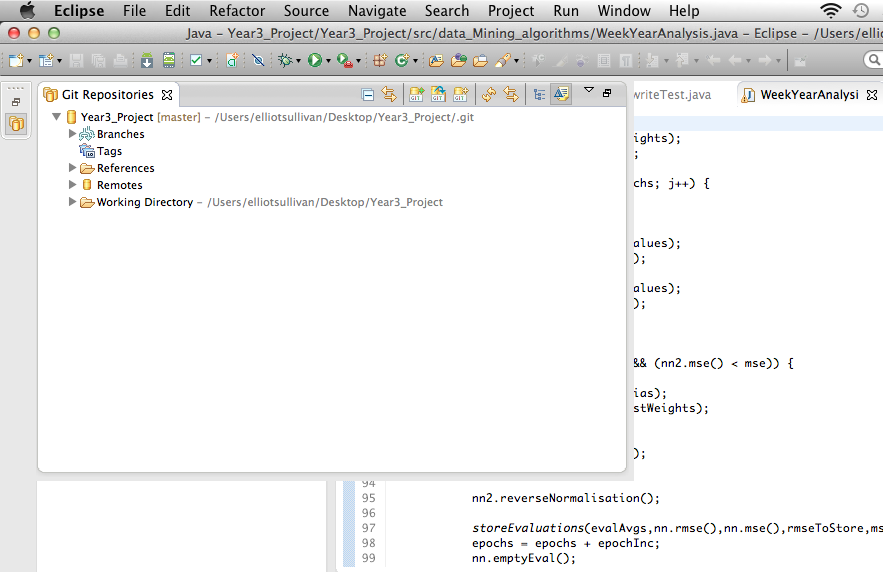 Eclipse File Edit Refactor Source Navigate Search Project Run Window Help
Java – Year3_Project/Year3_Project/src/data_Mining_algorithms/WeekYearAnalysis.java – Eclipse – /Users/ellio
Git Repositories
writeTest.java
WeekYearAnalysi
Year3_Project [master] – /Users/elliotsullivan/Desktop/Year3_Project/.git
Branches
ights);
Tags
;
References
Remotes
chs; j++) {
Working Directory – /Users/elliotsullivan/Desktop/Year3_Project
alues);
);
alues);
);
&& (nn2.mse() < mse)) {
ias);
stWeights);
);
94
95 nn2.reverseNormalisation();
96
97 storeEvaluations(evalAvgs,nn.rmse(),nn.mse(),rmseToStore,ms
98 epochs = epochs + epochInc;
99 nn.emptyEval();